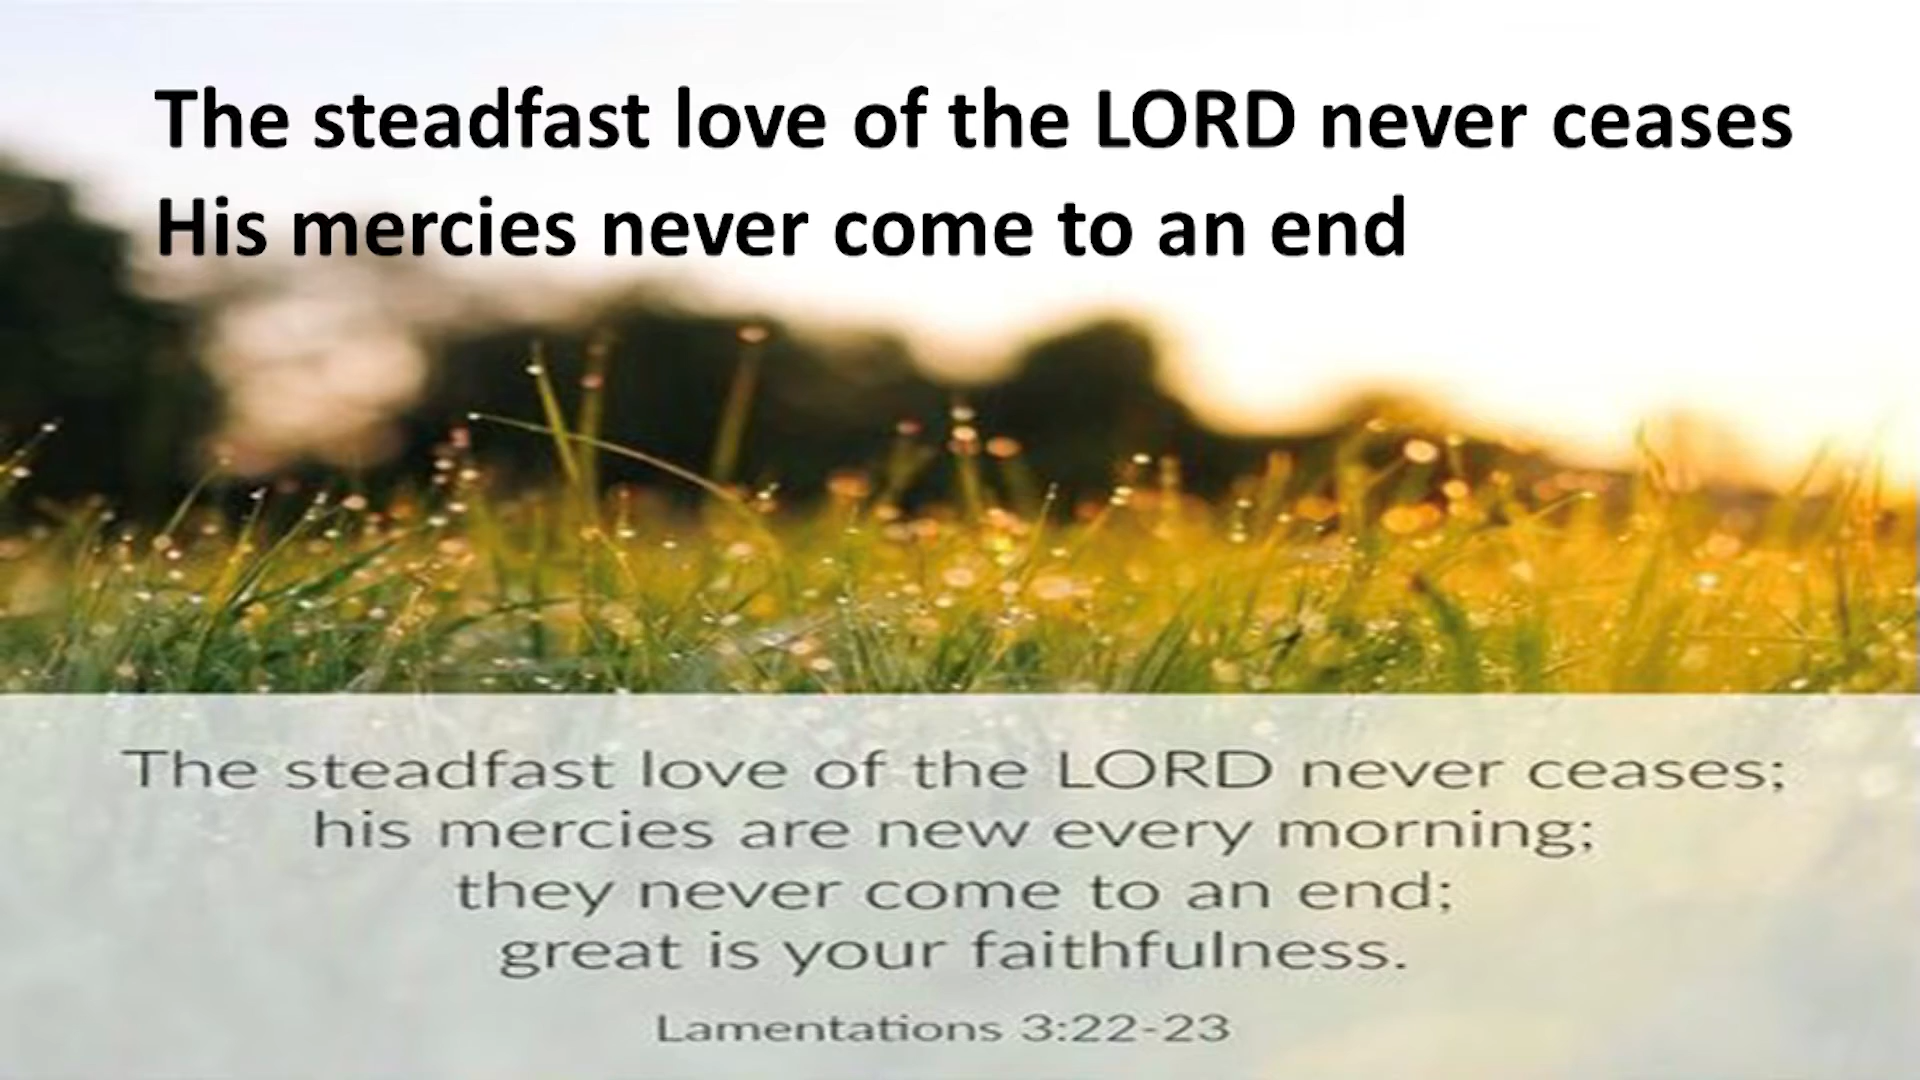 The steadfast love of the LORD never ceases
His mercies never come to an end
The steadfast love of the LORD never ceases;
his mercies are new every morning;
they never come to an end;
great is your faithfulness.
Lamentations 3:22-23